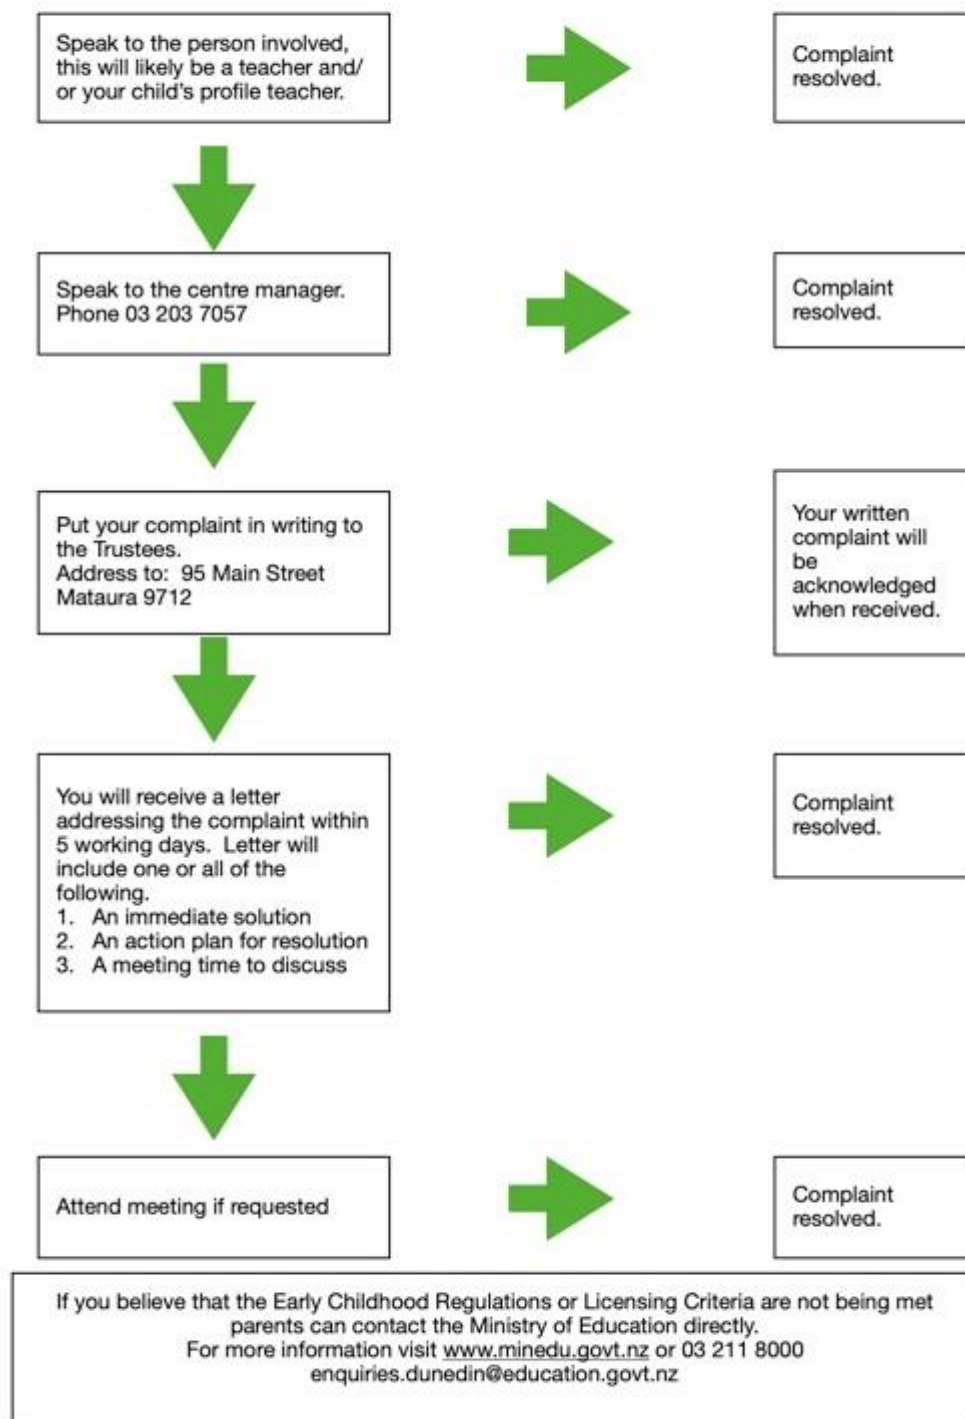 Speak to the person involved,
this will likely be a teacher and/
or your child's profile teacher.
Complaint
resolved.
Speak to the centre manager.
Phone 03 203 7057
Complaint
resolved.
Put your complaint in writing to
the Trustees.
Address to:  95 Main Street
Mataura 9712
Your written
complaint will
be
acknowledged
when received.
You will receive a letter
addressing the complaint within
5 working days.  Letter will
include one or all of the
following.
1.   An immediate solution
2.   An action plan for resolution
3.   A meeting time to discuss
Complaint
resolved.
Attend meeting if requested
Complaint
resolved.
If you believe that the Early Childhood Regulations or Licensing Criteria are not being met
parents can contact the Ministry of Education directly.
For more information visit www.minedu.govt.nz or 03 211 8000
enquiries.dunedin@education.govt.nz